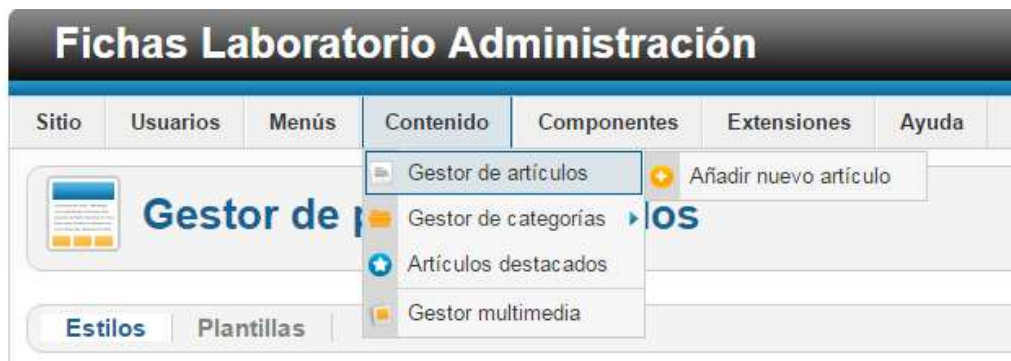 Fichas Laboratorio Administración
Sitio Usuarios Menús Contenido Componentes Extensiones Ayuda
Gestor de artículos Añadir nuevo artículo
Gestor de los
Gestor de categorías
Artículos destacados
Gestor multimedia
Estilos Plantillas